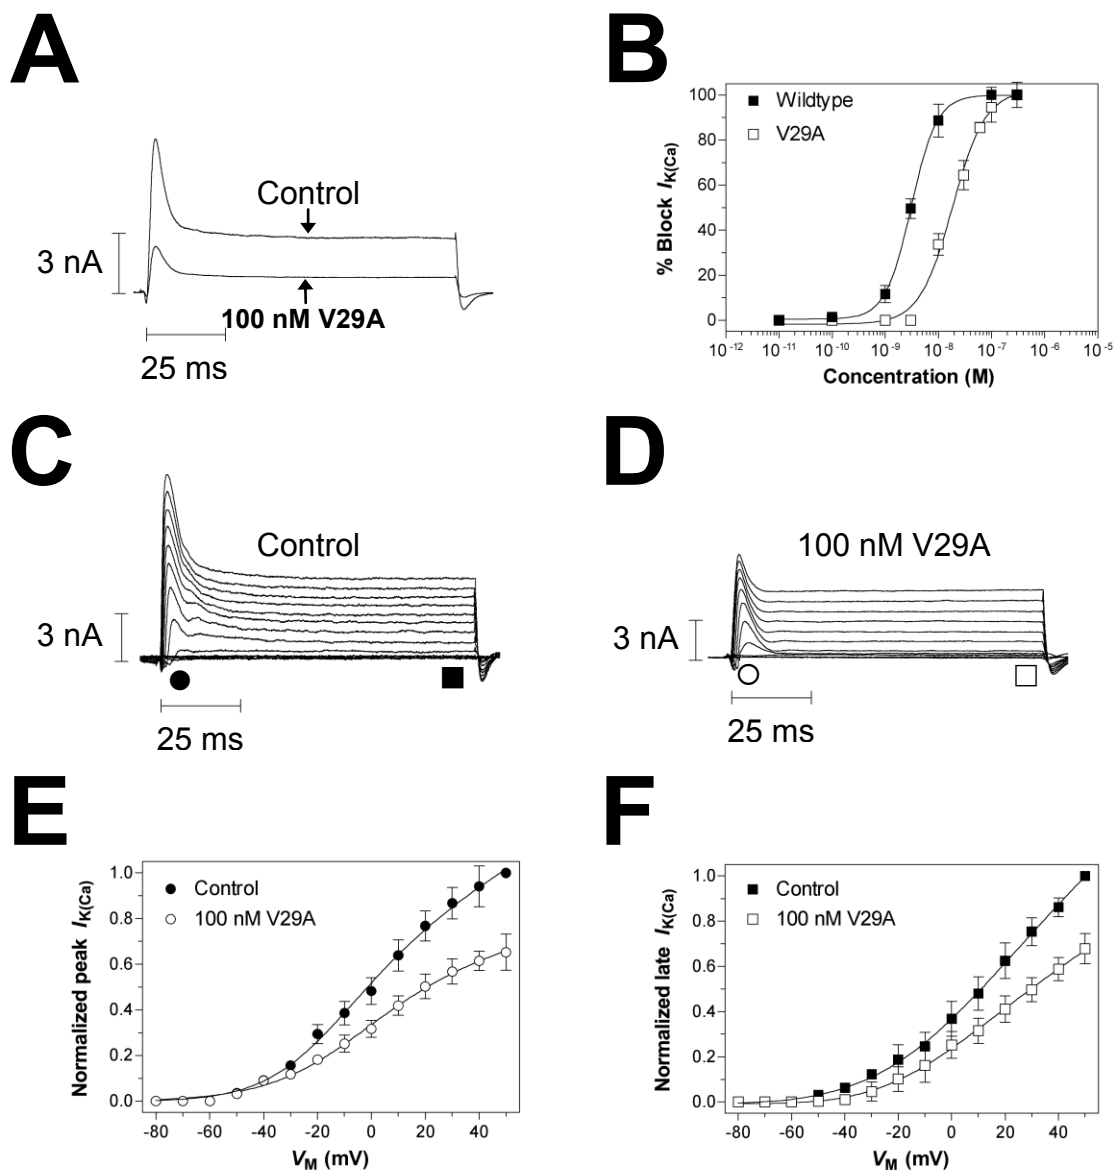 A
Control
3 nA
100 nM V29A
25 ms
B
Wildtype
V29A
% Block I_K(Ca)
100
80
60
40
20
0
10^-12 10^-11 10^-10 10^-9 10^-8 10^-7 10^-6 10^-5
Concentration (M)
C
Control
3 nA
25 ms
D
100 nM V29A
3 nA
25 ms
E
Control
100 nM V29A
Normalized peak I_K(Ca)
1.0
0.8
0.6
0.4
0.2
0.0
-80 -60 -40 -20 0 20 40
V_M (mV)
F
Control
100 nM V29A
Normalized late I_K(Ca)
1.0
0.8
0.6
0.4
0.2
0.0
-80 -60 -40 -20 0 20 40
V_M (mV)